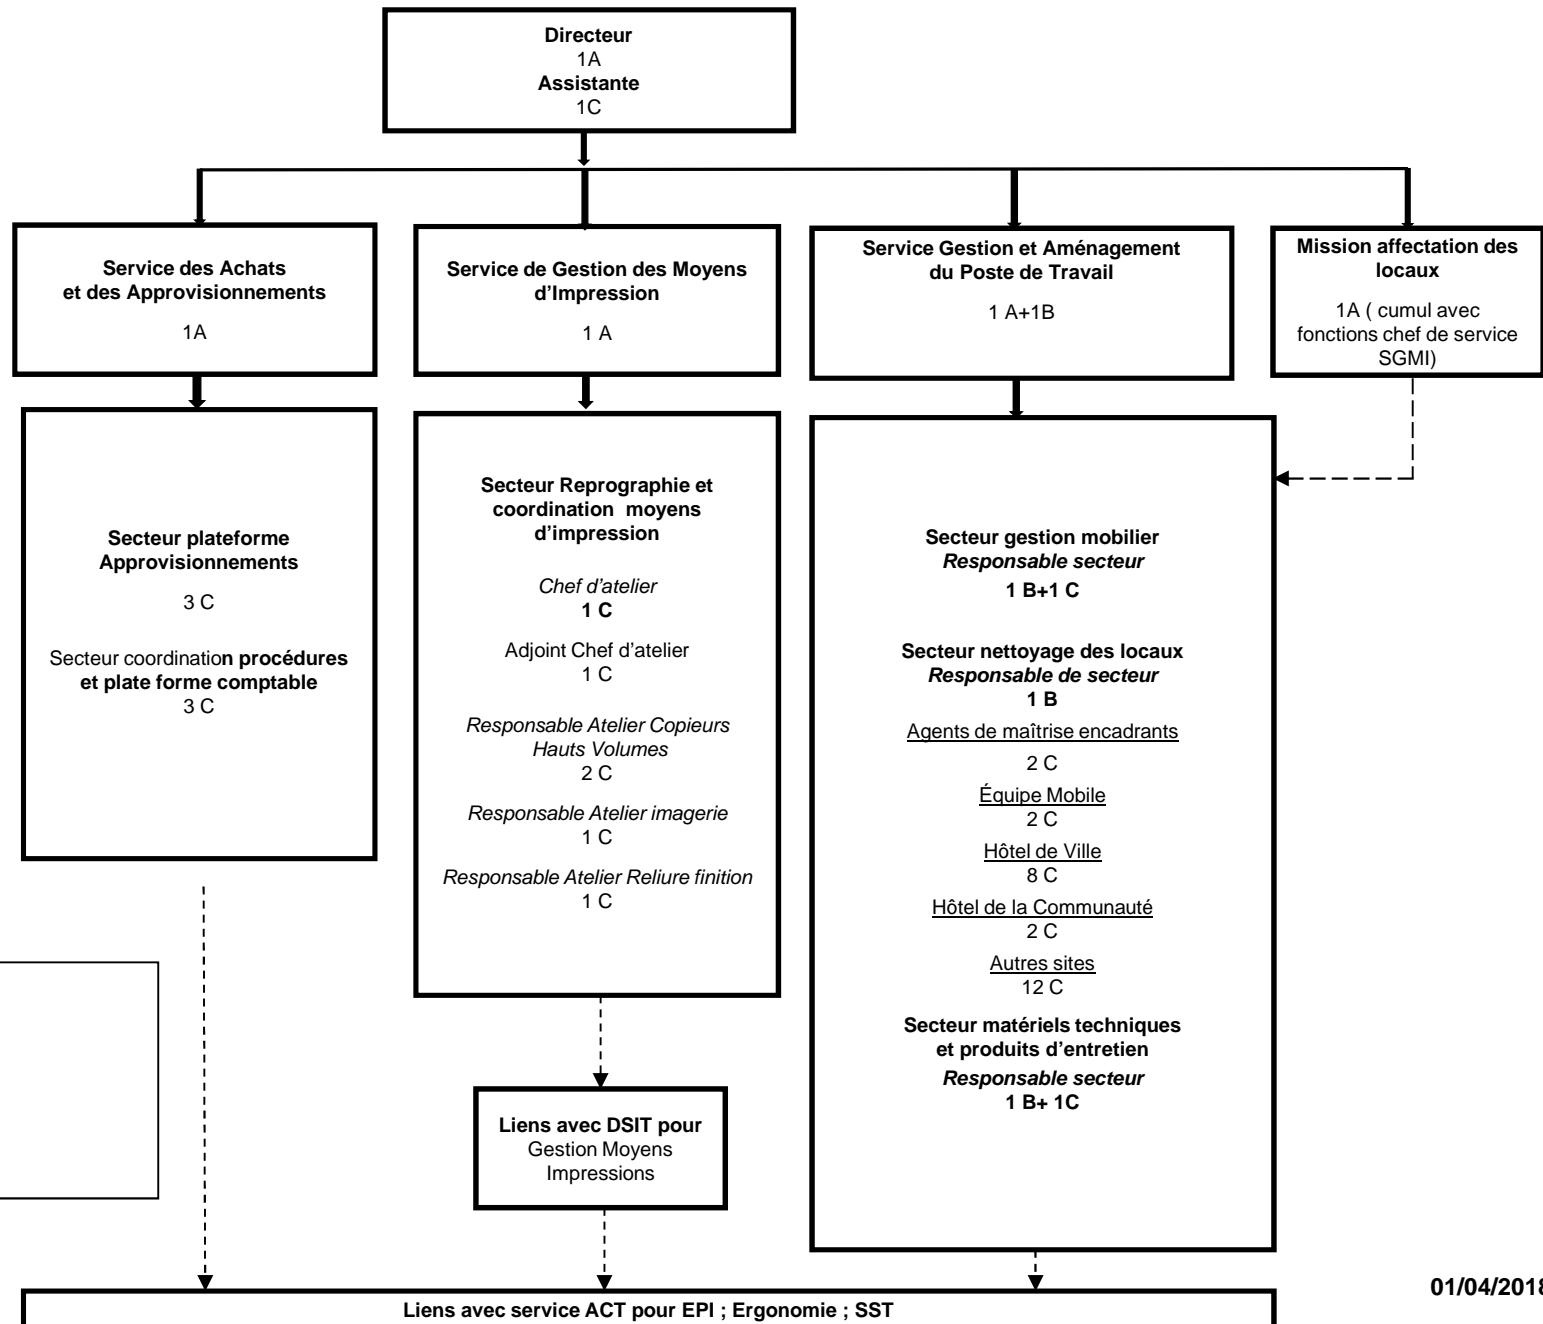 Directeur
1A
Assistante
1C
Service des Achats
et des Approvisionnements
1A
Service de Gestion des Moyens
d’Impression
1 A
Service Gestion et Aménagement
du Poste de Travail
1 A+1B
Mission affectation des
locaux
1A ( cumul avec
fonctions chef de service
SGMI)
Secteur plateforme
Approvisionnements
3 C
Secteur coordination procédures
et plate forme comptable
3 C
Secteur Reprographie et
coordination moyens
d’impression
Chef d’atelier
1 C
Adjoint Chef d’atelier
1 C
Responsable Atelier Copieurs
Hauts Volumes
2 C
Responsable Atelier imagerie
1 C
Responsable Atelier Reliure finition
1 C
Secteur gestion mobilier
Responsable secteur
1 B+1 C
Secteur nettoyage des locaux
Responsable de secteur
1 B
Agents de maîtrise encadrants
2 C
Équipe Mobile
2 C
Hôtel de Ville
8 C
Hôtel de la Communauté
2 C
Autres sites
12 C
Secteur matériels techniques
et produits d’entretien
Responsable secteur
1 B+ 1C
Liens avec DSIT pour
Gestion Moyens
Impressions
Liens avec service ACT pour EPI ; Ergonomie ; SST
01/04/2018